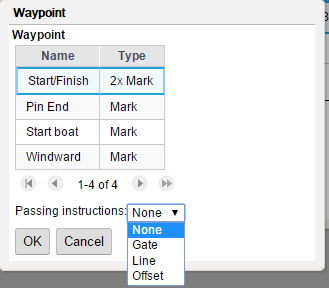 Waypoint
Waypoint
Name Type
Start/Finish 2x Mark
Pin End Mark
Start boat Mark
Windward Mark
1-4 of 4
Passing instructions: None
None
Gate
Line
Offset
OK Cancel